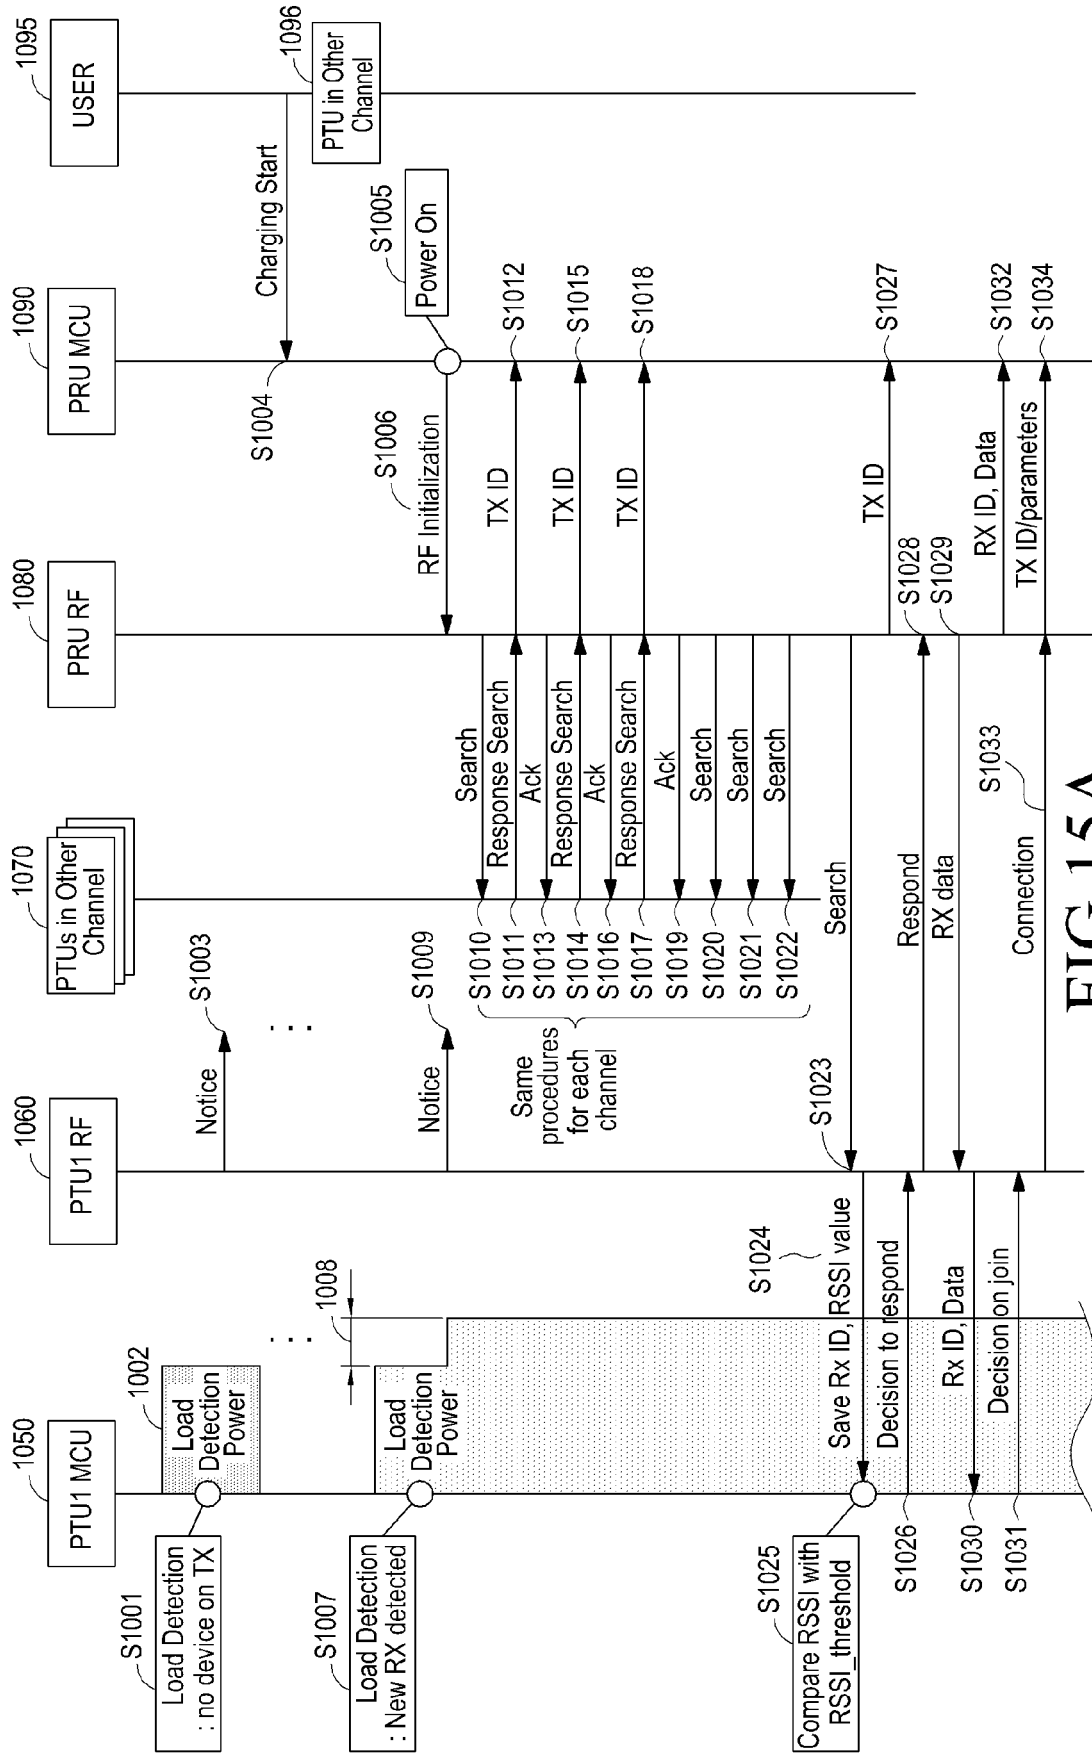 1050
PTU1 MCU
1060
PTU1 RF
1070
PTUs in Other
Channel
1080
PRU RF
1090
PRU MCU
1095
USER
S1001
Load Detection
: no device on TX
1002
Load
Detection
Power
Notice
S1003
. . .
. . .
Charging Start
S1004
1096
PTU in Other
Channel
S1005
Power On
S1006
RF Initialization
S1007
Load Detection
: New RX detected
Load
Detection
Power
1008
Notice
S1009
Same
procedures
for each
channel
S1010
Search
S1011
Response Search
TX ID
S1012
S1013
Ack
S1014
Response Search
TX ID
S1015
S1016
Ack
S1017
Response Search
TX ID
S1018
S1019
Ack
S1020
Search
S1021
Search
S1022
Search
S1023
Search
S1024
Save Rx ID, RSSI value
S1025
Compare RSSI with
RSSI_threshold
S1026
Decision to respond
TX ID
S1027
Respond
S1028
RX data
S1029
S1030
Rx ID, Data
S1031
Decision on join
RX ID, Data
S1032
Connection
S1033
TX ID/parameters
S1034
FIG.15A